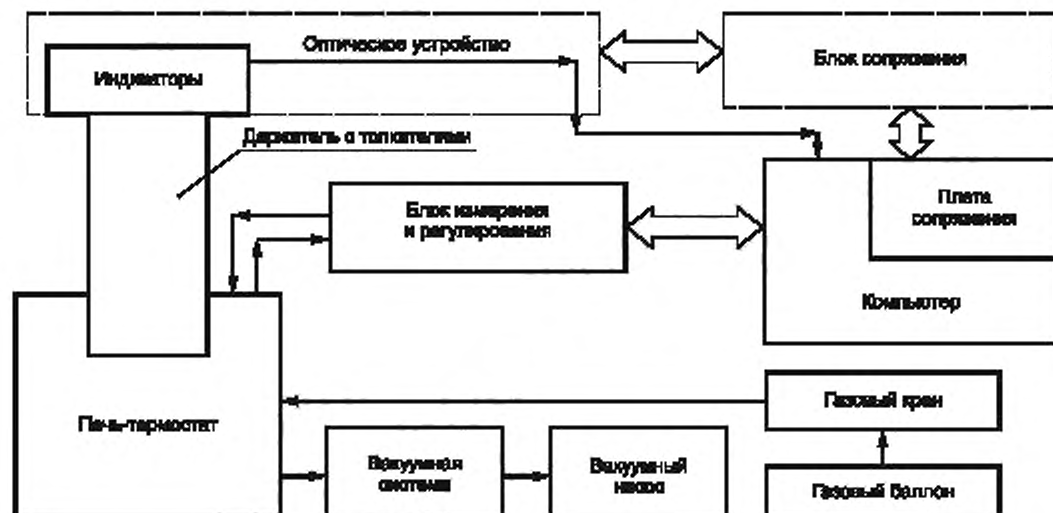 Оптическое устройство
Индикаторы
Блок сопряжения
Держатель с толкателями
Блок измерения
и регулирования
Плата
сопряжения
Компьютер
Печь-термостат
Газовый кран
Вакуумная
система
Вакуумный
насос
Газовый баллон